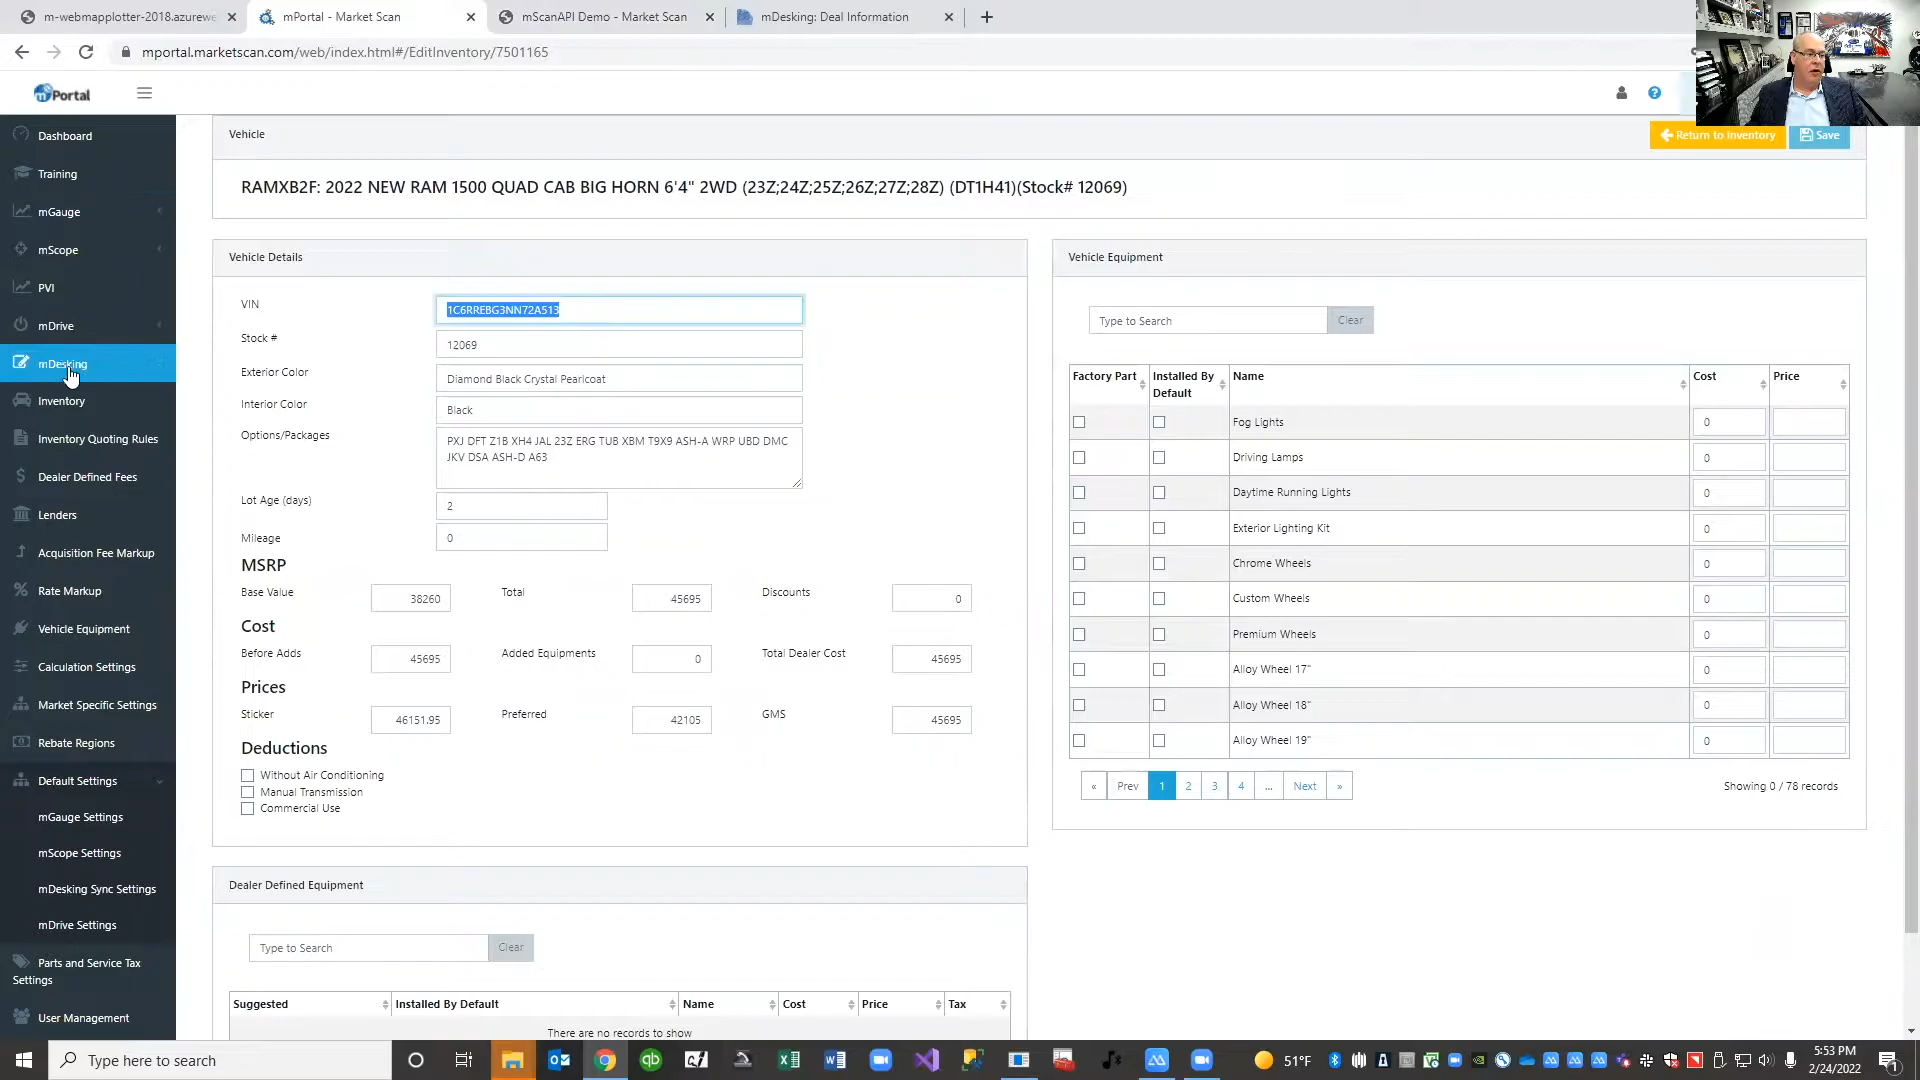 m-webmapplotter-2018.azurewe
mPortal - Market Scan
mScanAPI Demo - Market Scan
mDesking: Deal Information
mportal.marketscan.com/web/index.html#/EditInventory/7501165
mPortal
Vehicle
Return to Inventory
Save
RAMXB2F: 2022 NEW RAM 1500 QUAD CAB BIG HORN 6'4" 2WD (23Z;24Z;25Z;26Z;27Z;28Z) (DT1H41)(Stock# 12069)
Dashboard
Training
mGauge
mScope
PVI
mDrive
mDesking
Inventory
Inventory Quoting Rules
Dealer Defined Fees
Lenders
Acquisition Fee Markup
Rate Markup
Vehicle Equipment
Calculation Settings
Market Specific Settings
Rebate Regions
Default Settings
mGauge Settings
mScope Settings
mDesking Sync Settings
mDrive Settings
Parts and Service Tax
Settings
User Management
Vehicle Details
VIN 1C6RREBG3NN72A513
Stock # 12069
Exterior Color Diamond Black Crystal Pearlcoat
Interior Color Black
Options/Packages PXJ DFT Z1B XH4 JAL 23Z ERG TUB XBM T9X9 ASH-A WRP UBD DMC
JKV DSA ASH-D A63
Lot Age (days) 2
Mileage 0
MSRP
Base Value 38260 Total 45695 Discounts 0
Cost
Before Adds 45695 Added Equipments 0 Total Dealer Cost 45695
Prices
Sticker 46151.95 Preferred 42105 GMS 45695
Deductions
Without Air Conditioning
Manual Transmission
Commercial Use
Vehicle Equipment
Type to Search Clear
Factory Part Installed By Default Name Cost Price
Fog Lights 0
Driving Lamps 0
Daytime Running Lights 0
Exterior Lighting Kit 0
Chrome Wheels 0
Custom Wheels 0
Premium Wheels 0
Alloy Wheel 17" 0
Alloy Wheel 18" 0
Alloy Wheel 19" 0
« Prev 1 2 3 4 ... Next » Showing 0 / 78 records
Dealer Defined Equipment
Type to Search Clear
Suggested Installed By Default Name Cost Price Tax
There are no records to show
Type here to search
51°F
5:53 PM
2/24/2022